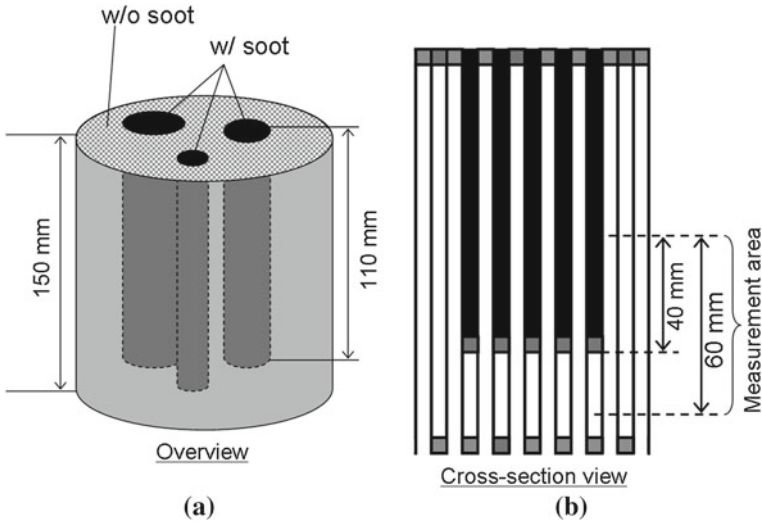 w/o soot
w/ soot
150 mm
110 mm
Overview
(a)
40 mm
60 mm
Measurement area
Cross-section view
(b)